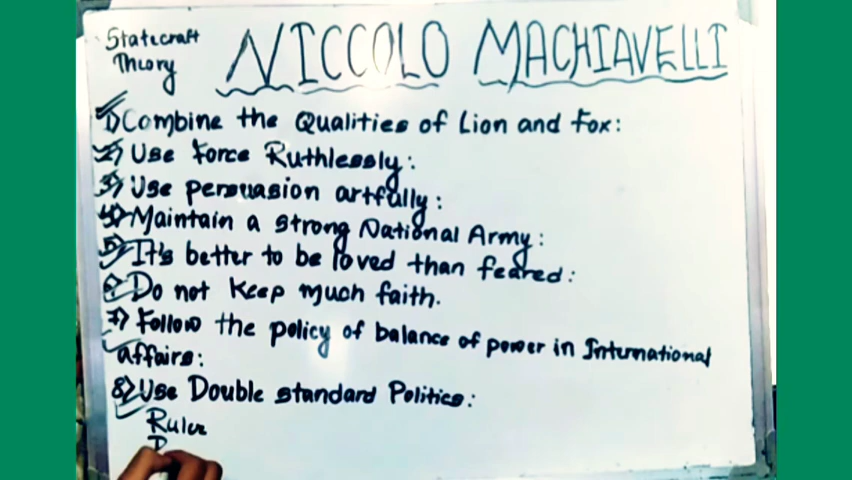 Statecraft
Theory
NICCOLO MACHIAVELLI
1) Combine the Qualities of Lion and Fox:
2) Use Force Ruthlessly:
3) Use persuasion artfully:
4) Maintain a strong National Army:
5) It's better to be loved than feared:
6) Do not keep much faith.
7) Follow the policy of balance of power in International
affairs:
8) Use Double standard Politics:
Ruler